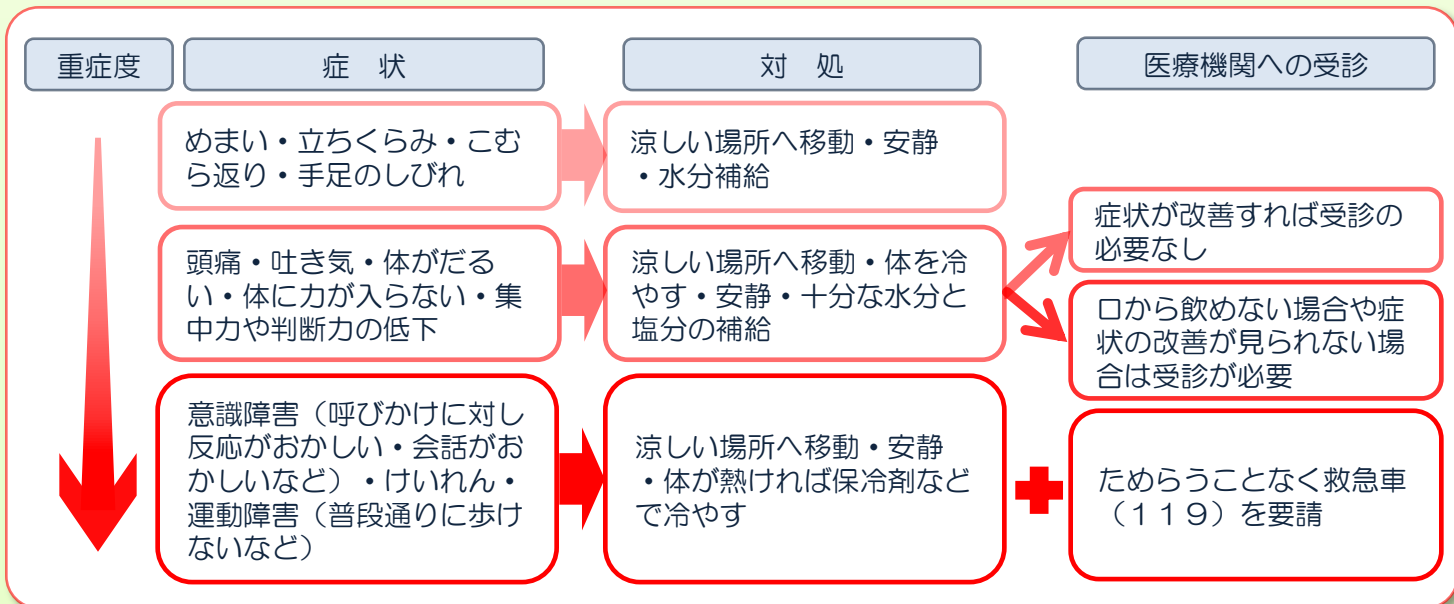 重症度
症 状
対 処
医療機関への受診
めまい・立ちくらみ・こむ
ら返り・手足のしびれ
涼しい場所へ移動・安静
・水分補給
頭痛・吐き気・体がだる
い・体に力が入らない・集
中力や判断力の低下
涼しい場所へ移動・体を冷
やす・安静・十分な水分と
塩分の補給
症状が改善すれば受診の
必要なし
口から飲めない場合や症
状の改善が見られない場
合は受診が必要
意識障害（呼びかけに対し
反応がおかしい・会話がお
かしいなど）・けいれん・
運動障害（普段通りに歩け
ないなど）
涼しい場所へ移動・安静
・体が熱ければ保冷剤など
で冷やす
ためらうことなく救急車
（１１９）を要請